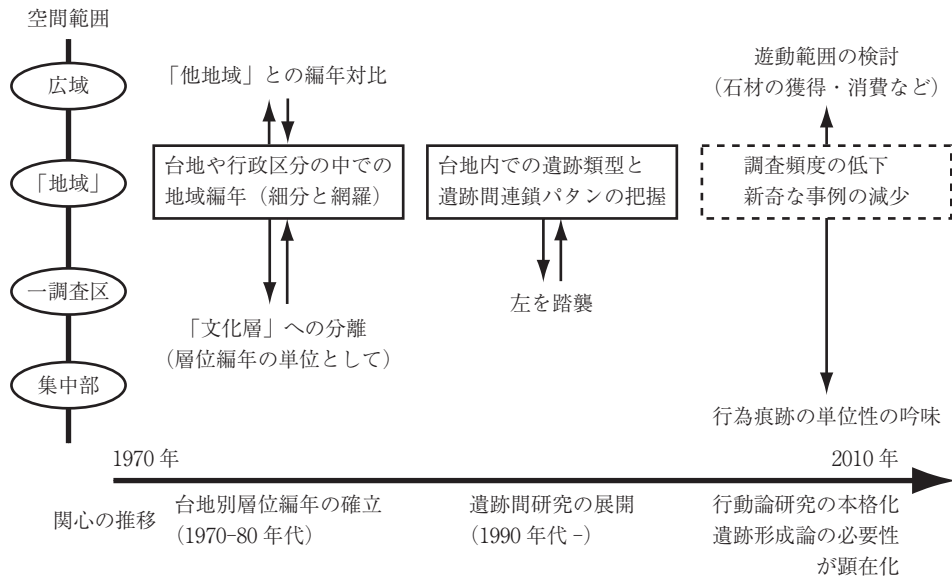 空間範囲
広域
「地域」
一調査区
集中部
「他地域」との編年対比
台地や行政区分の中での
地域編年（細分と網羅）
「文化層」への分離
（層位編年の単位として）
台地内での遺跡類型と
遺跡間連鎖パタンの把握
左を踏襲
遊動範囲の検討
（石材の獲得・消費など）
調査頻度の低下
新奇な事例の減少
行為痕跡の単位性の吟味
1970 年
2010 年
関心の推移
台地別層位編年の確立
(1970-80 年代)
遺跡間研究の展開
(1990 年代 -)
行動論研究の本格化
遺跡形成論の必要性
が顕在化